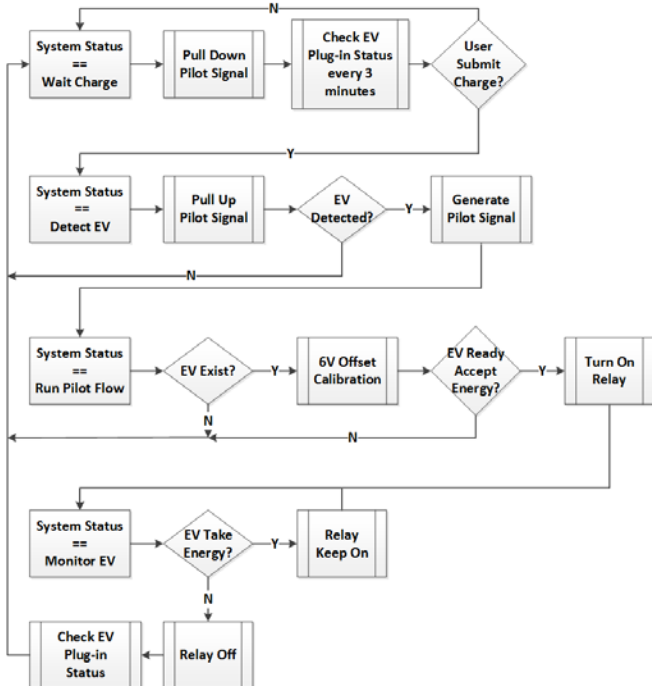 N
System Status
==
Wait Charge
Pull Down
Pilot Signal
Check EV
Plug-in Status
every 3
minutes
User
Submit
Charge?
Y
System Status
==
Detect EV
Pull Up
Pilot Signal
EV
Detected?
Y
Generate
Pilot Signal
N
System Status
==
Run Pilot Flow
EV Exist?
Y
6V Offset
Calibration
EV Ready
Accept
Energy?
Y
Turn On
Relay
N
N
System Status
==
Monitor EV
EV Take
Energy?
Y
Relay
Keep On
N
Check EV
Plug-in
Status
Relay Off